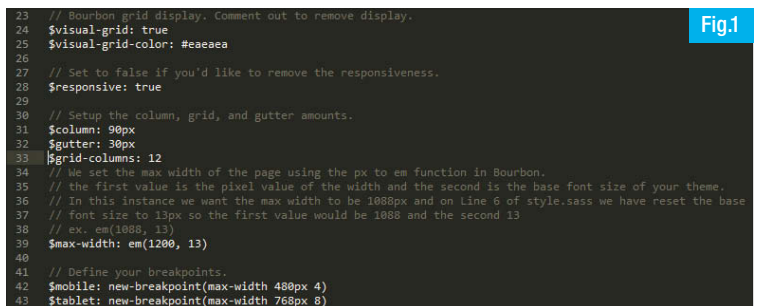 Fig.1
23 // Bourbon grid display. Comment out to remove display.
24 $visual-grid: true
25 $visual-grid-color: #eaeaea
26
27 // Set to false if you'd like to remove the responsiveness.
28 $responsive: true
29
30 // Setup the column, grid, and gutter amounts.
31 $column: 90px
32 $gutter: 30px
33 $grid-columns: 12
34 // We set the max width of the page using the px to em function in Bourbon.
35 // the first value is the pixel value of the width and the second is the base font size of your theme.
36 // In this instance we want the max width to be 1088px and on Line 6 of style.sass we have reset the base
37 // font size to 13px so the first value would be 1088 and the second 13
38 // ex. em(1088, 13)
39 $max-width: em(1200, 13)
40
41 // Define your breakpoints.
42 $mobile: new-breakpoint(max-width 480px 4)
43 $tablet: new-breakpoint(max-width 768px 8)